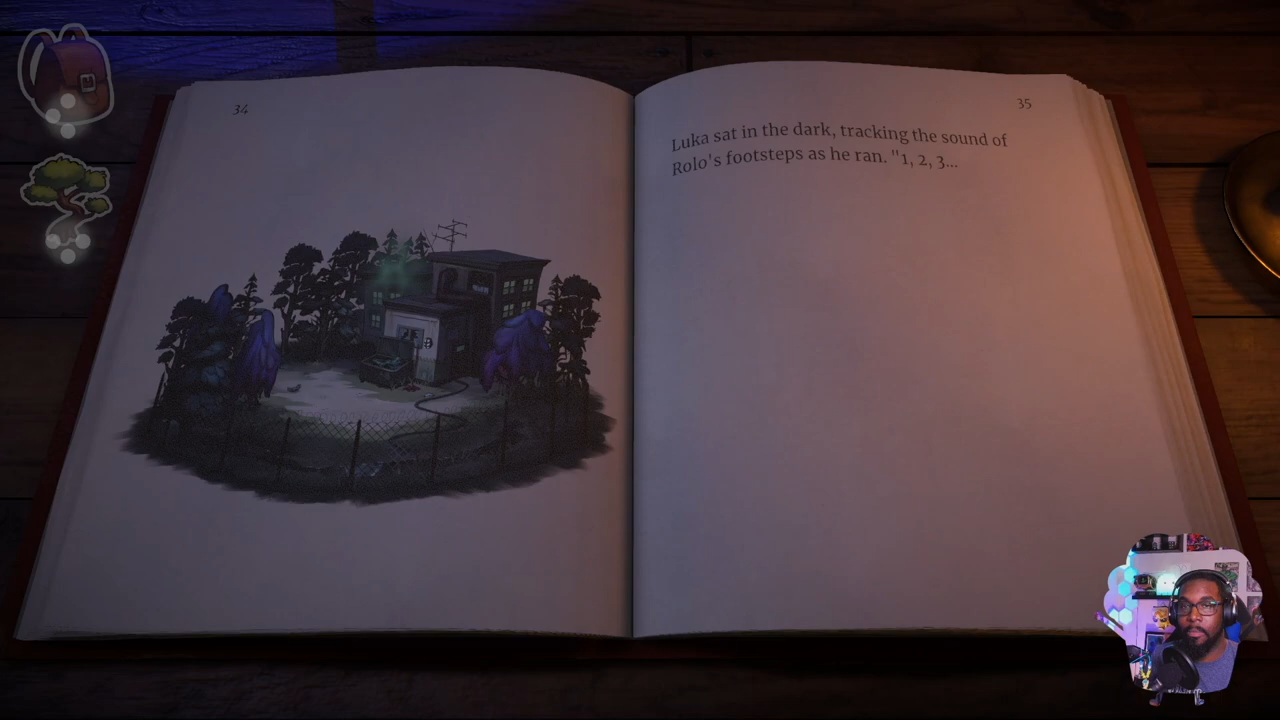 34
35
Luka sat in the dark, tracking the sound of
Rolo's footsteps as he ran. "1, 2, 3...